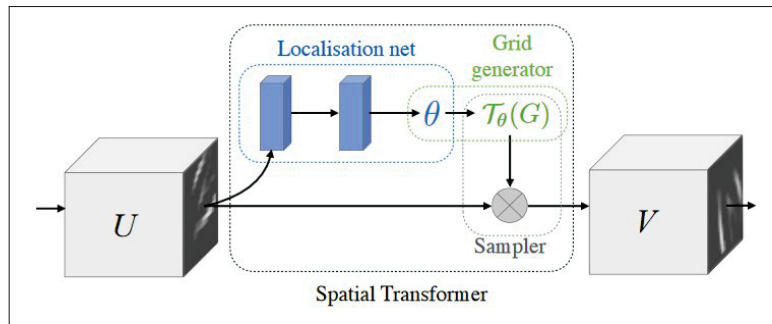 Localisation net
Grid
generator
θ
𝒯θ(G)
U
V
Sampler
Spatial Transformer